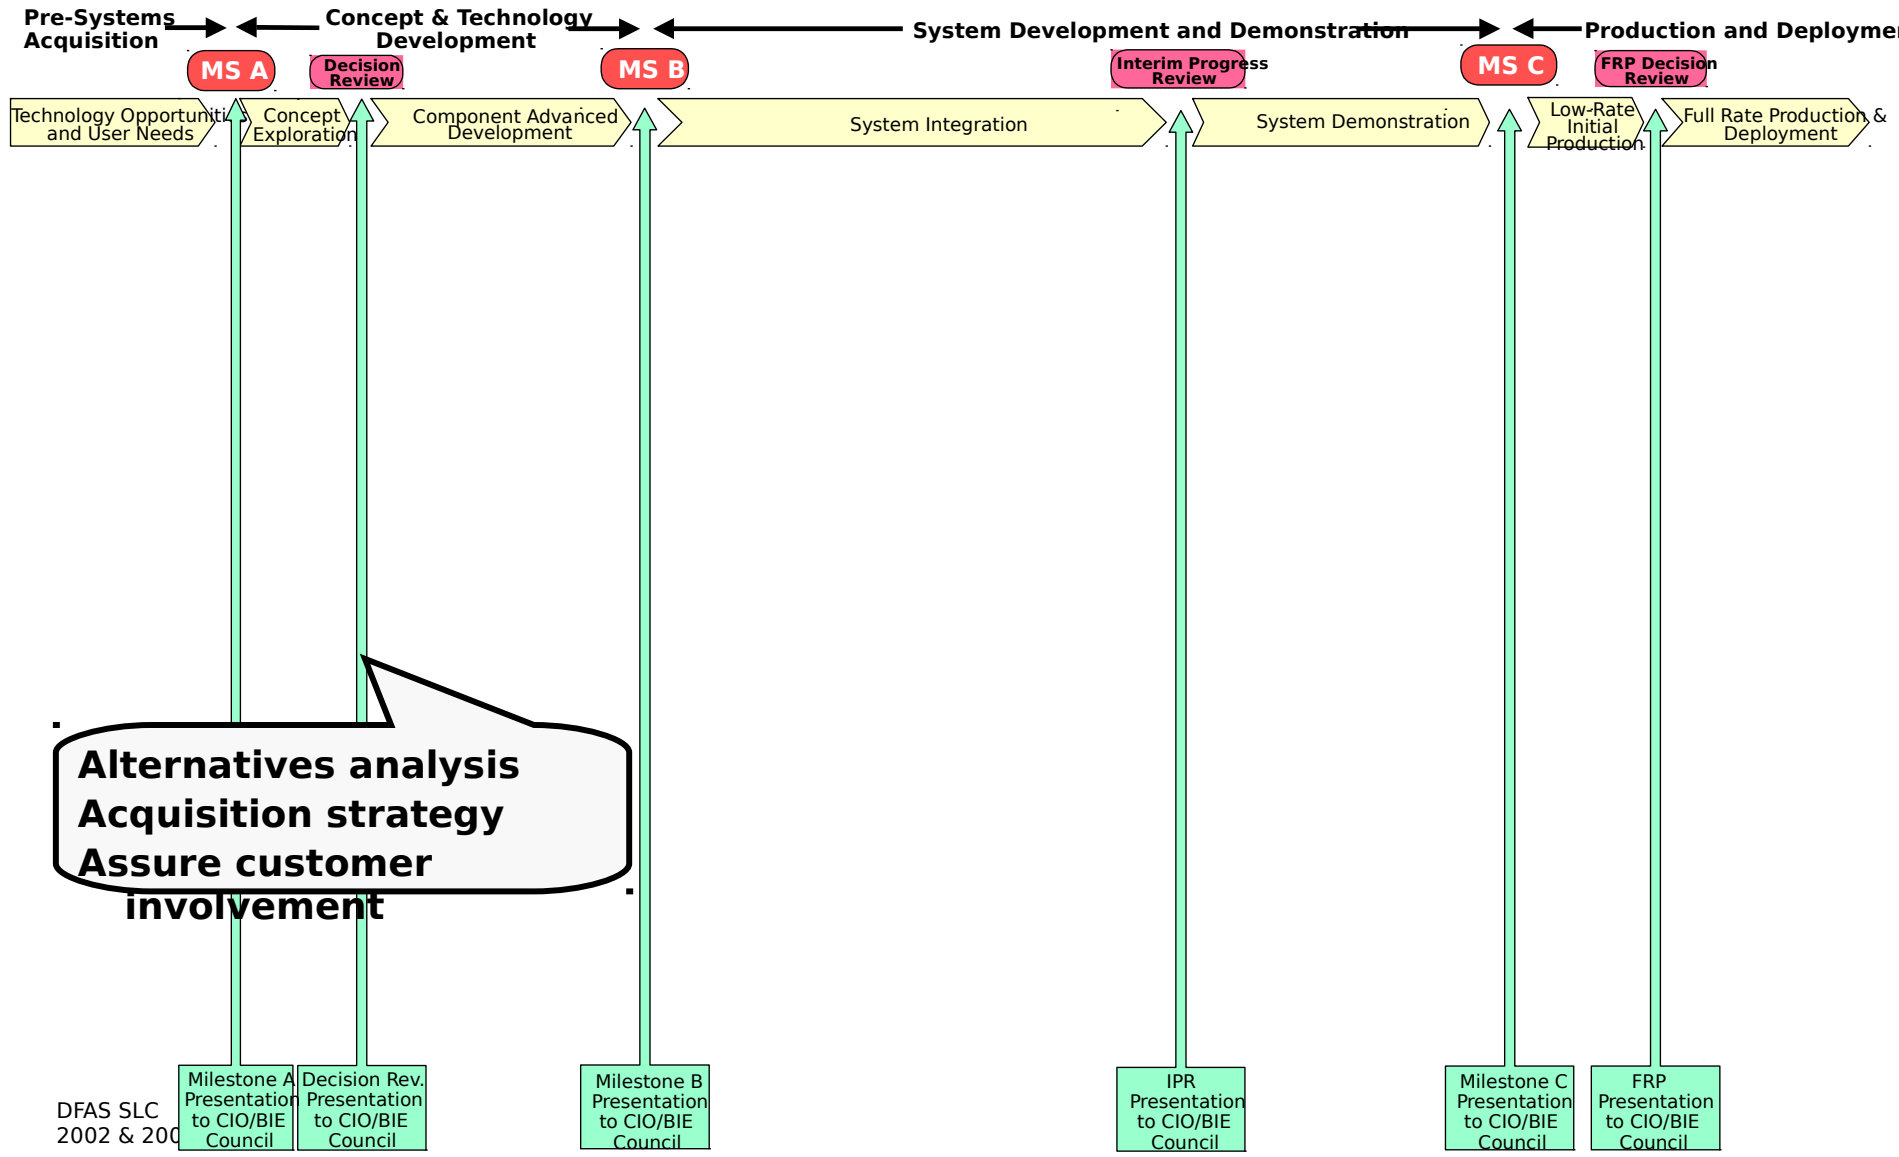 Pre-Systems
Acquisition
Concept & Technology
Development
System Development and Demonstration
Production and Deployme
MS A
Decision
Review
MS B
Interim Progress
Review
MS C
FRP Decision
Review
Technology Opportuniti
and User Needs
Concept
Exploration
Component Advanced
Development
System Integration
System Demonstration
Low-Rate
Initial
Production
Full Rate Production &
Deployment
Alternatives analysis
Acquisition strategy
Assure customer
involvement
DFAS SLC
2002 & 200
Milestone A
Presentation
to CIO/BIE
Council
Decision Rev.
Presentation
to CIO/BIE
Council
Milestone B
Presentation
to CIO/BIE
Council
IPR
Presentation
to CIO/BIE
Council
Milestone C
Presentation
to CIO/BIE
Council
FRP
Presentation
to CIO/BIE
Council